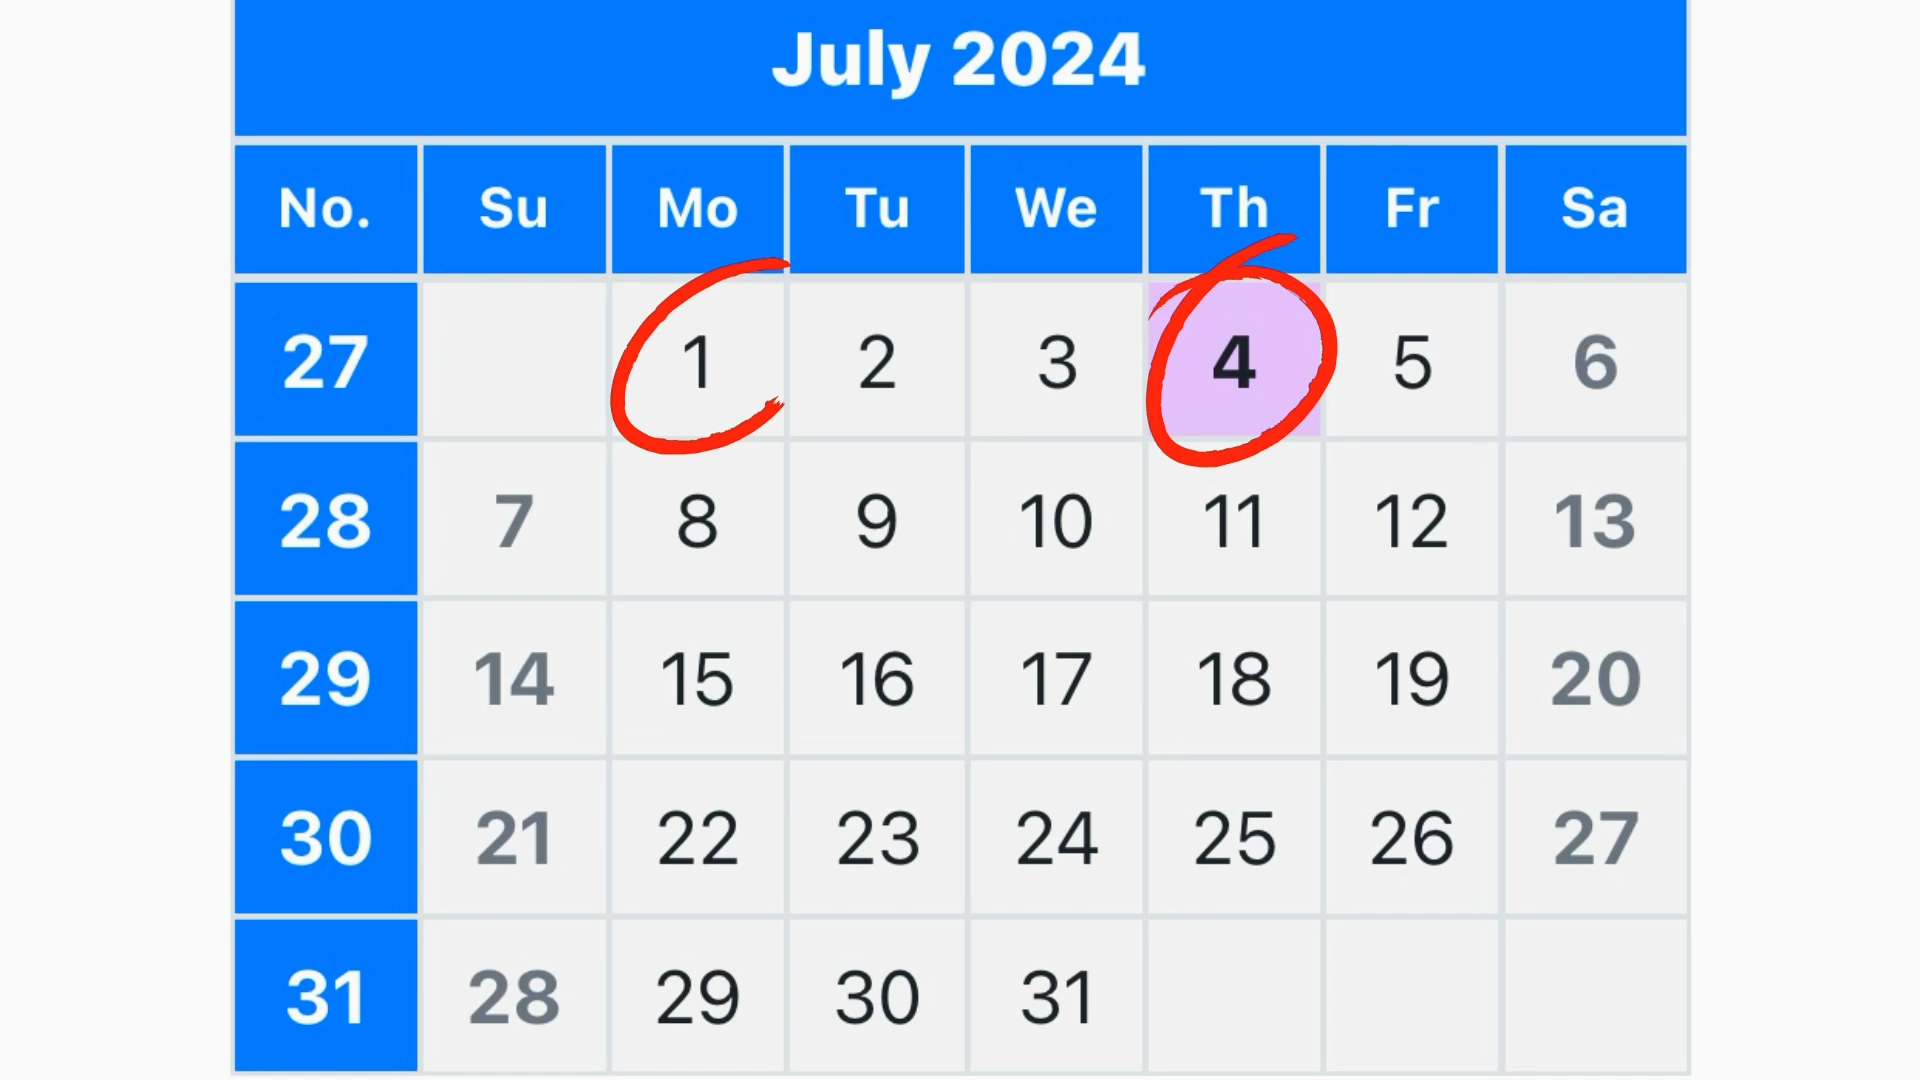 July 2024
No. Su Mo Tu We Th Fr Sa
27 1 2 3 4 5 6
28 7 8 9 10 11 12 13
29 14 15 16 17 18 19 20
30 21 22 23 24 25 26 27
31 28 29 30 31